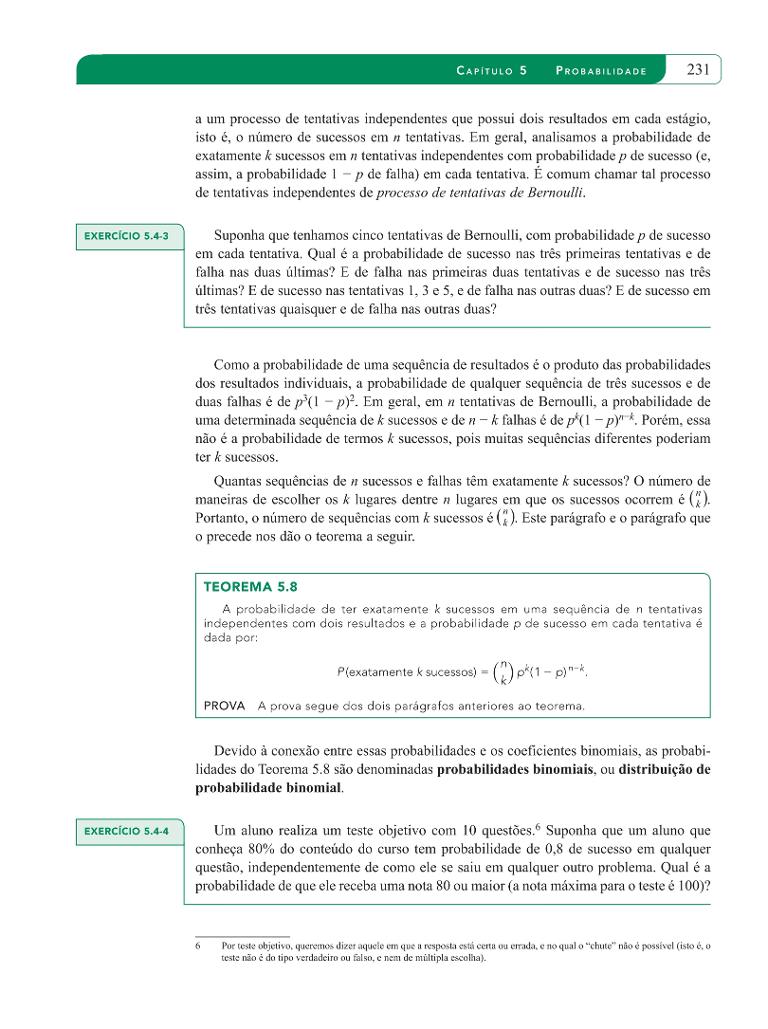 CAPÍTULO 5 PROBABILIDADE 231
a um processo de tentativas independentes que possui dois resultados em cada estágio,
isto é, o número de sucessos em n tentativas. Em geral, analisamos a probabilidade de
exatamente k sucessos em n tentativas independentes com probabilidade p de sucesso (e,
assim, a probabilidade 1 − p de falha) em cada tentativa. É comum chamar tal processo
de tentativas independentes de processo de tentativas de Bernoulli.
EXERCÍCIO 5.4-3
Suponha que tenhamos cinco tentativas de Bernoulli, com probabilidade p de sucesso
em cada tentativa. Qual é a probabilidade de sucesso nas três primeiras tentativas e de
falha nas duas últimas? E de falha nas primeiras duas tentativas e de sucesso nas três
últimas? E de sucesso nas tentativas 1, 3 e 5, e de falha nas outras duas? E de sucesso em
três tentativas quaisquer e de falha nas outras duas?
Como a probabilidade de uma sequência de resultados é o produto das probabilidades
dos resultados individuais, a probabilidade de qualquer sequência de três sucessos e de
duas falhas é de p³(1 − p)². Em geral, em n tentativas de Bernoulli, a probabilidade de
uma determinada sequência de k sucessos e de n − k falhas é de pᵏ(1 − p)ⁿ⁻ᵏ. Porém, essa
não é a probabilidade de termos k sucessos, pois muitas sequências diferentes poderiam
ter k sucessos.
Quantas sequências de n sucessos e falhas têm exatamente k sucessos? O número de
maneiras de escolher os k lugares dentre n lugares em que os sucessos ocorrem é (n k).
Portanto, o número de sequências com k sucessos é (n k). Este parágrafo e o parágrafo que
o precede nos dão o teorema a seguir.
TEOREMA 5.8
A probabilidade de ter exatamente k sucessos em uma sequência de n tentativas
independentes com dois resultados e a probabilidade p de sucesso em cada tentativa é
dada por:
P(exatamente k sucessos) = (n k) pᵏ(1 − p)ⁿ⁻ᵏ.
PROVA A prova segue dos dois parágrafos anteriores ao teorema.
Devido à conexão entre essas probabilidades e os coeficientes binomiais, as probabi-
lidades do Teorema 5.8 são denominadas probabilidades binomiais, ou distribuição de
probabilidade binomial.
EXERCÍCIO 5.4-4
Um aluno realiza um teste objetivo com 10 questões.⁶ Suponha que um aluno que
conheça 80% do conteúdo do curso tem probabilidade de 0,8 de sucesso em qualquer
questão, independentemente de como ele se saiu em qualquer outro problema. Qual é a
probabilidade de que ele receba uma nota 80 ou maior (a nota máxima para o teste é 100)?
6 Por teste objetivo, queremos dizer aquele em que a resposta está certa ou errada, e no qual o “chute” não é possível (isto é, o
teste não é do tipo verdadeiro ou falso, e nem de múltipla escolha).